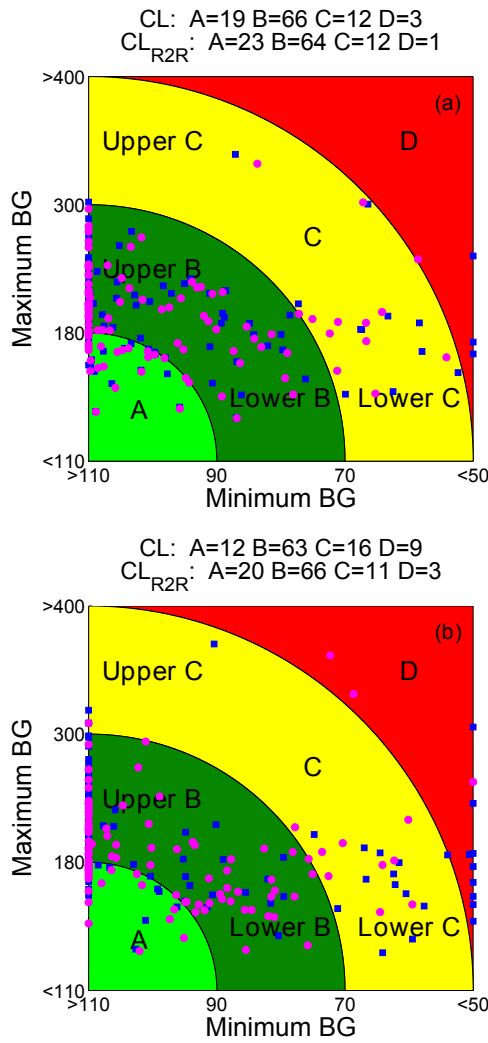 CL: A=19 B=66 C=12 D=3
CL_R2R: A=23 B=64 C=12 D=1
>400
(a)
Upper C
D
300
C
Upper B
Maximum BG
180
A
Lower B
Lower C
<110
>110
90
70
<50
Minimum BG
CL: A=12 B=63 C=16 D=9
CL_R2R: A=20 B=66 C=11 D=3
>400
(b)
Upper C
D
300
C
Upper B
Maximum BG
180
A
Lower B
Lower C
<110
>110
90
70
<50
Minimum BG